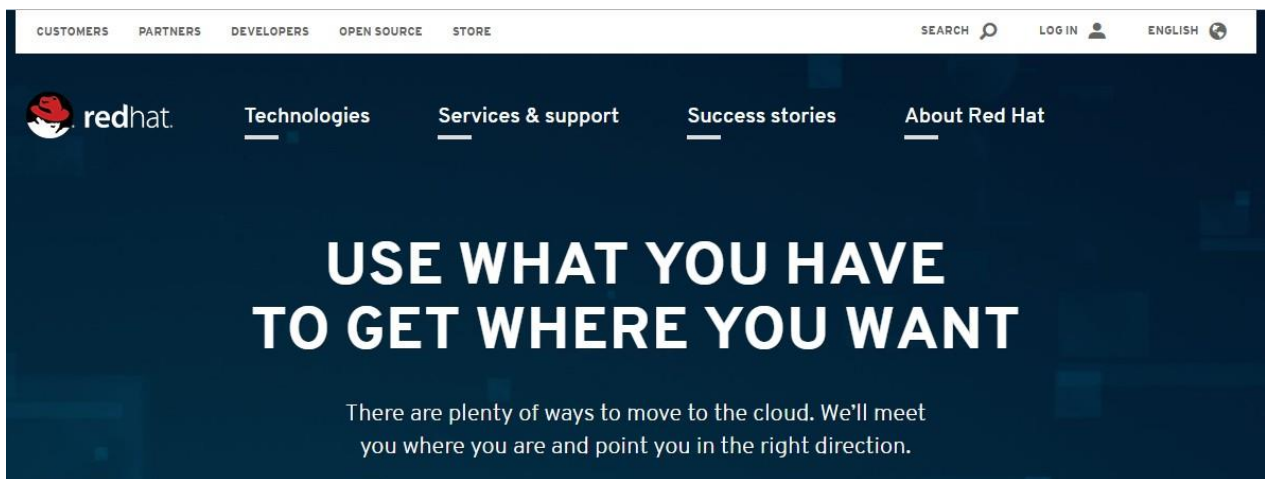 CUSTOMERS PARTNERS DEVELOPERS OPEN SOURCE STORE SEARCH LOG IN ENGLISH
redhat. Technologies Services & support Success stories About Red Hat
USE WHAT YOU HAVE
TO GET WHERE YOU WANT
There are plenty of ways to move to the cloud. We'll meet
you where you are and point you in the right direction.